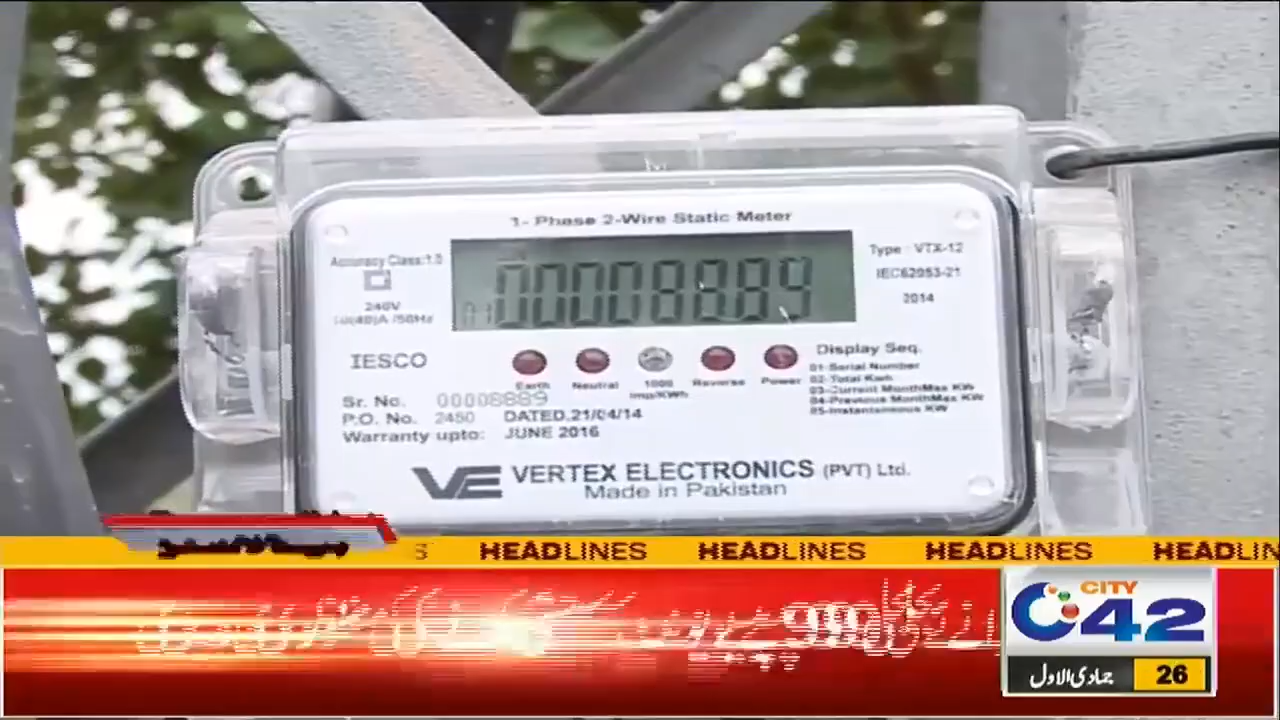 1- Phase 2-Wire Static Meter
Accuracy Class:1.0
240V
10(40)A /50Hz
01 00008889
Type : VTX-12
IEC62053-21
2014
IESCO
Earth Neutral 1000 Imp/KWh Reverse Power
Display Seq.
01-Serial Number
02-Total Kwh
03-Current MonthMax KW
04-Previous MonthMax KW
05-Instantaneous KW
Sr. No. 00008889
P.O. No. 2450 DATED.21/04/14
Warranty upto: JUNE 2016
VE VERTEX ELECTRONICS (PVT) Ltd.
Made in Pakistan
HEADLINES HEADLINES HEADLINES HEADLIN
CITY
42
جمادی الاول 26